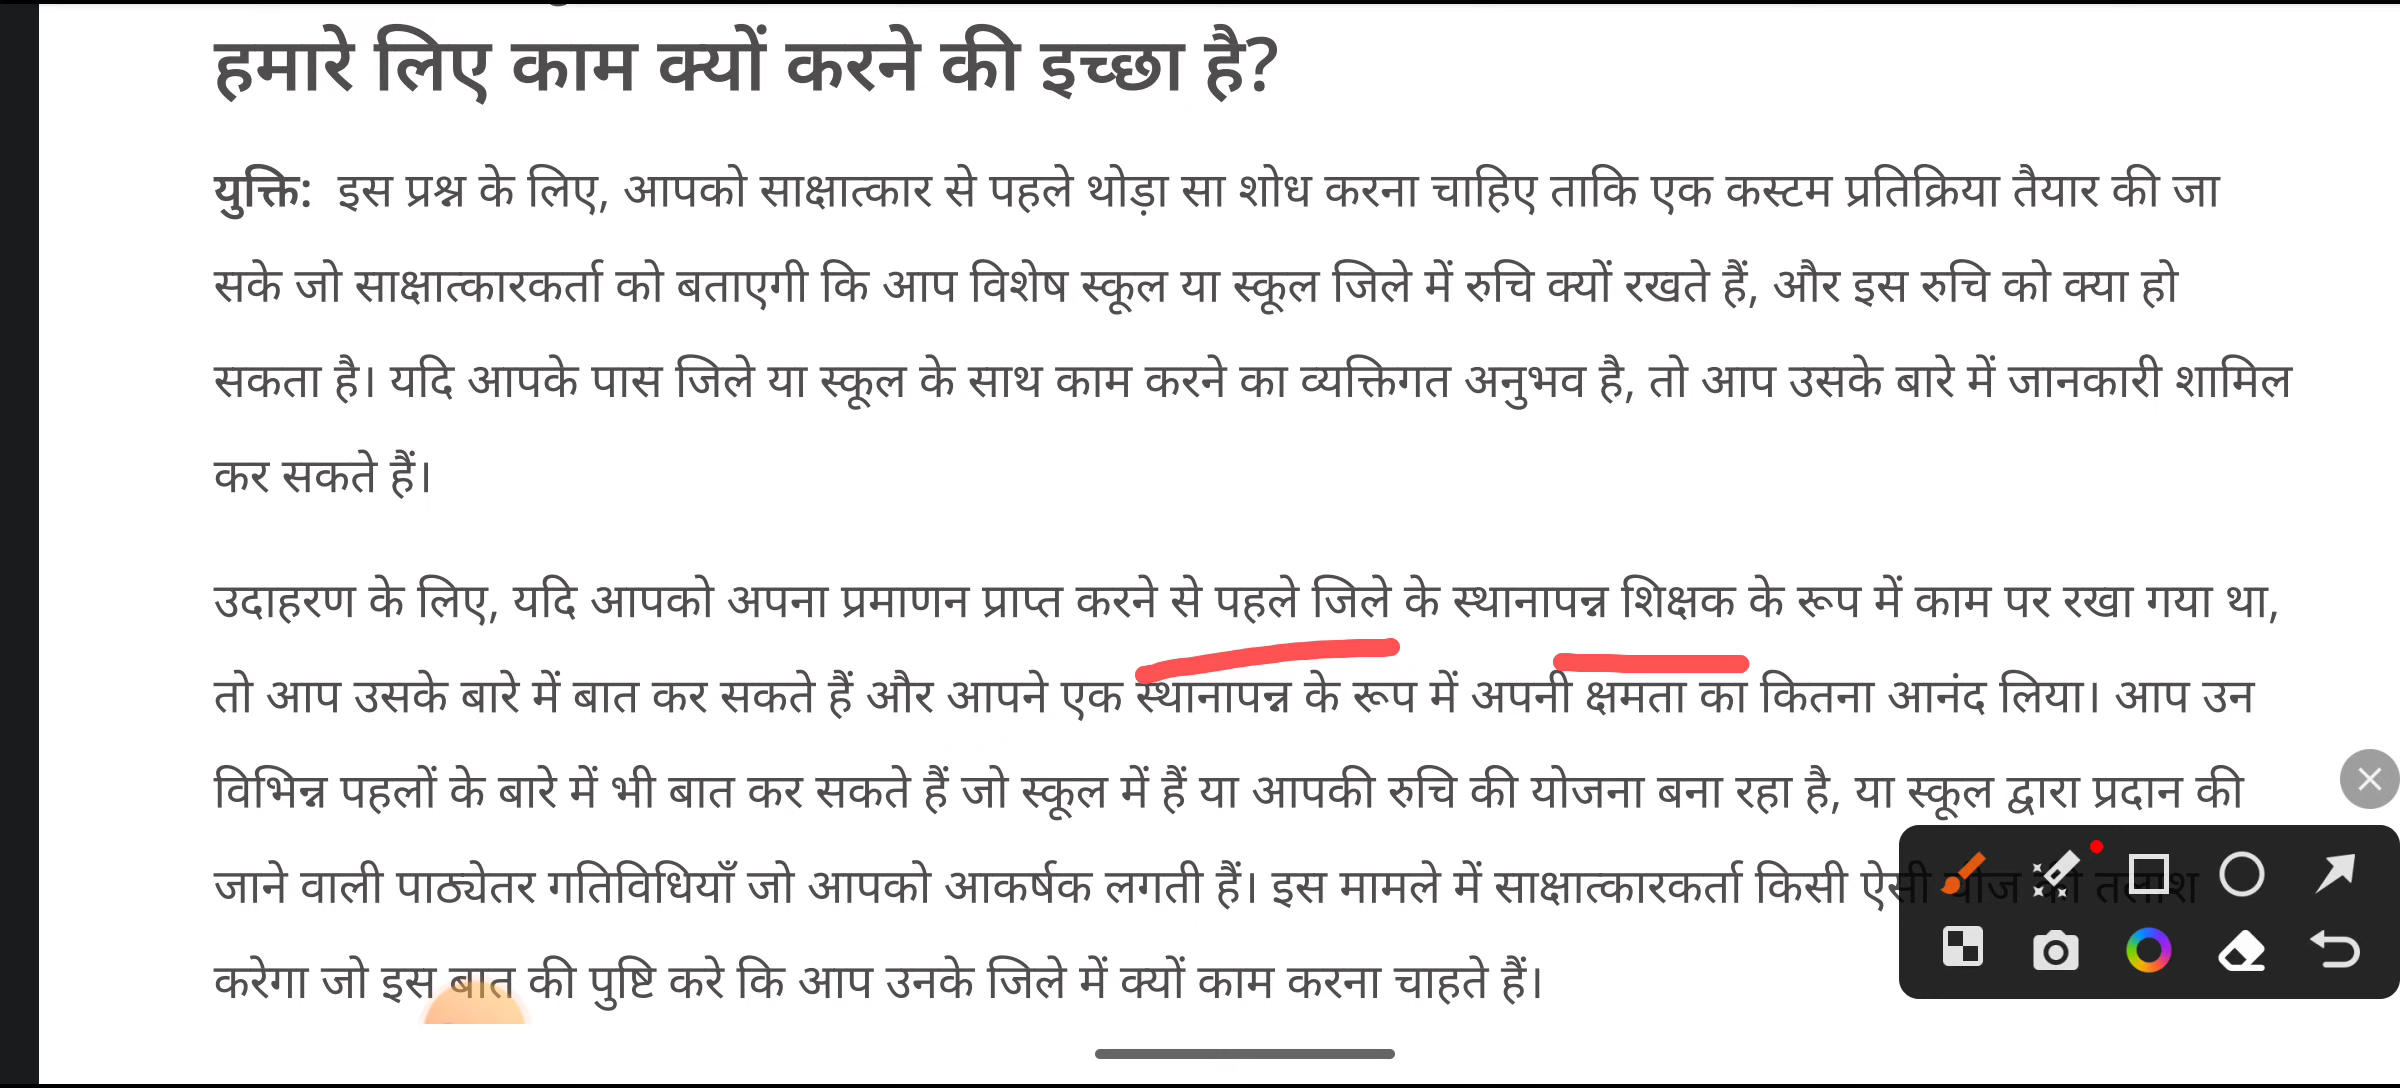 हमारे लिए काम क्यों करने की इच्छा है?
युक्ति: इस प्रश्न के लिए, आपको साक्षात्कार से पहले थोड़ा सा शोध करना चाहिए ताकि एक कस्टम प्रतिक्रिया तैयार की जा
सके जो साक्षात्कारकर्ता को बताएगी कि आप विशेष स्कूल या स्कूल जिले में रुचि क्यों रखते हैं, और इस रुचि को क्या हो
सकता है। यदि आपके पास जिले या स्कूल के साथ काम करने का व्यक्तिगत अनुभव है, तो आप उसके बारे में जानकारी शामिल
कर सकते हैं।
उदाहरण के लिए, यदि आपको अपना प्रमाणन प्राप्त करने से पहले जिले के स्थानापन्न शिक्षक के रूप में काम पर रखा गया था,
तो आप उसके बारे में बात कर सकते हैं और आपने एक स्थानापन्न के रूप में अपनी क्षमता का कितना आनंद लिया। आप उन
विभिन्न पहलों के बारे में भी बात कर सकते हैं जो स्कूल में हैं या आपकी रुचि की योजना बना रहा है, या स्कूल द्वारा प्रदान की
जाने वाली पाठ्येतर गतिविधियाँ जो आपको आकर्षक लगती हैं। इस मामले में साक्षात्कारकर्ता किसी ऐसी तलाश
करेगा जो इस बात की पुष्टि करे कि आप उनके जिले में क्यों काम करना चाहते हैं।